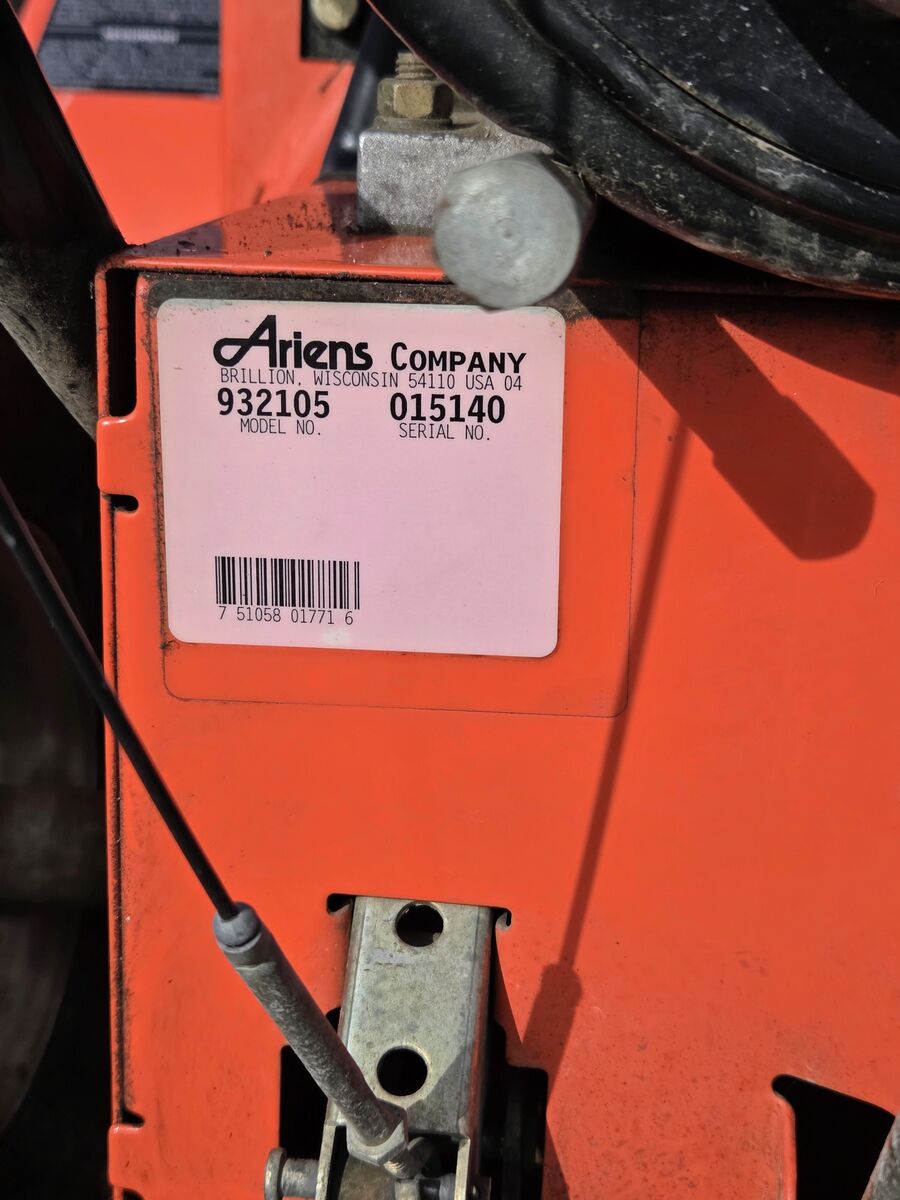 Ariens COMPANY
BRILLION, WISCONSIN 54110 USA 04
932105 015140
MODEL NO. SERIAL NO.
7 51058 01771 6